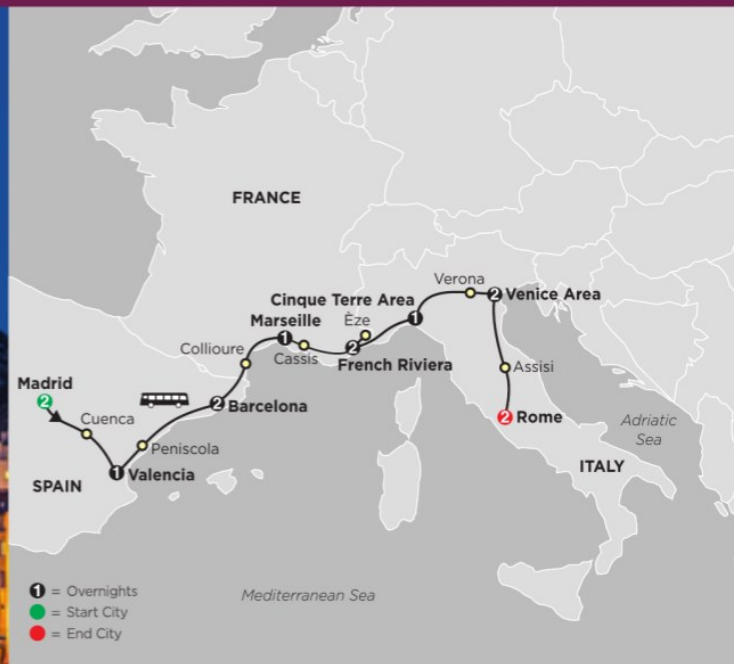 FRANCE
Verona
2 Venice Area
Cinque Terre Area
1
Marseille
Èze
1
Cassis
2
French Riviera
Collioure
Assisi
Madrid
2
Cuenca
2 Barcelona
2 Rome
Adriatic
Sea
Peniscola
1 Valencia
SPAIN
ITALY
1 = Overnights
= Start City
= End City
Mediterranean Sea